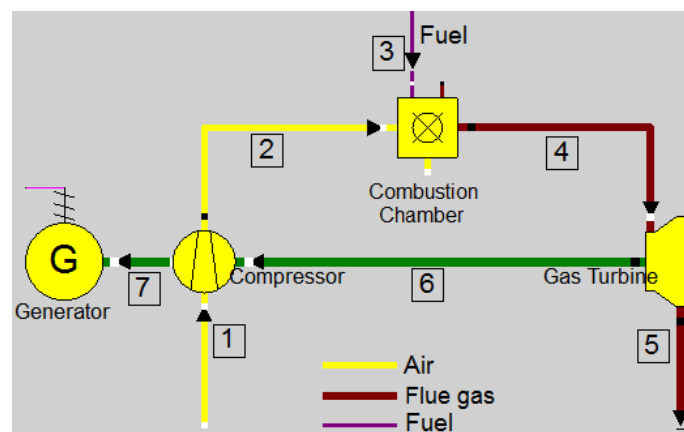 3
Fuel
2
4
Combustion
Chamber
G
Compressor
Gas Turbine
Generator
7
6
1
5
Air
Flue gas
Fuel